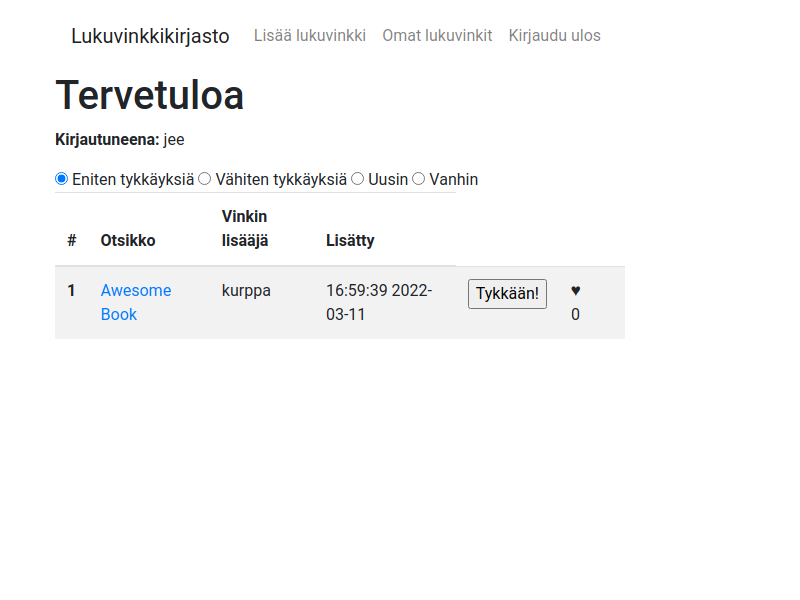 Lukuvinkkikirjasto Lisää lukuvinkki Omat lukuvinkit Kirjaudu ulos
Tervetuloa
Kirjautuneena: jee
Eniten tykkäyksiä Vähiten tykkäyksiä Uusin Vanhin
# Otsikko Vinkin lisääjä Lisätty
1 Awesome kurppa 16:59:39 2022- Tykkään! ♥
Book 03-11 0